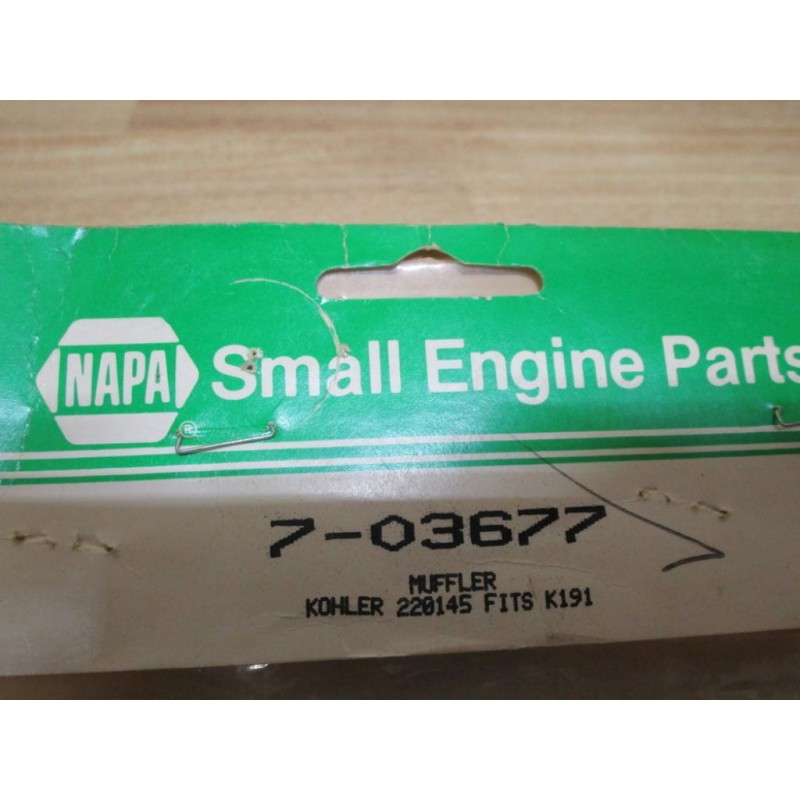 NAPA
®
Small Engine Parts
7-03677
MUFFLER
KOHLER 220145 FITS K191